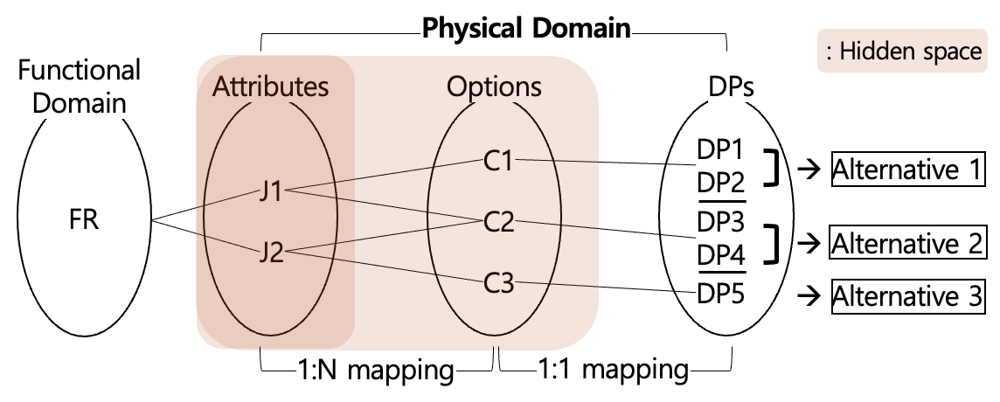 Physical Domain
: Hidden space
Functional
Domain
Attributes
Options
DPs
FR
J1
J2
C1
C2
C3
DP1
DP2
DP3
DP4
DP5
→ Alternative 1
→ Alternative 2
→ Alternative 3
1:N mapping
1:1 mapping